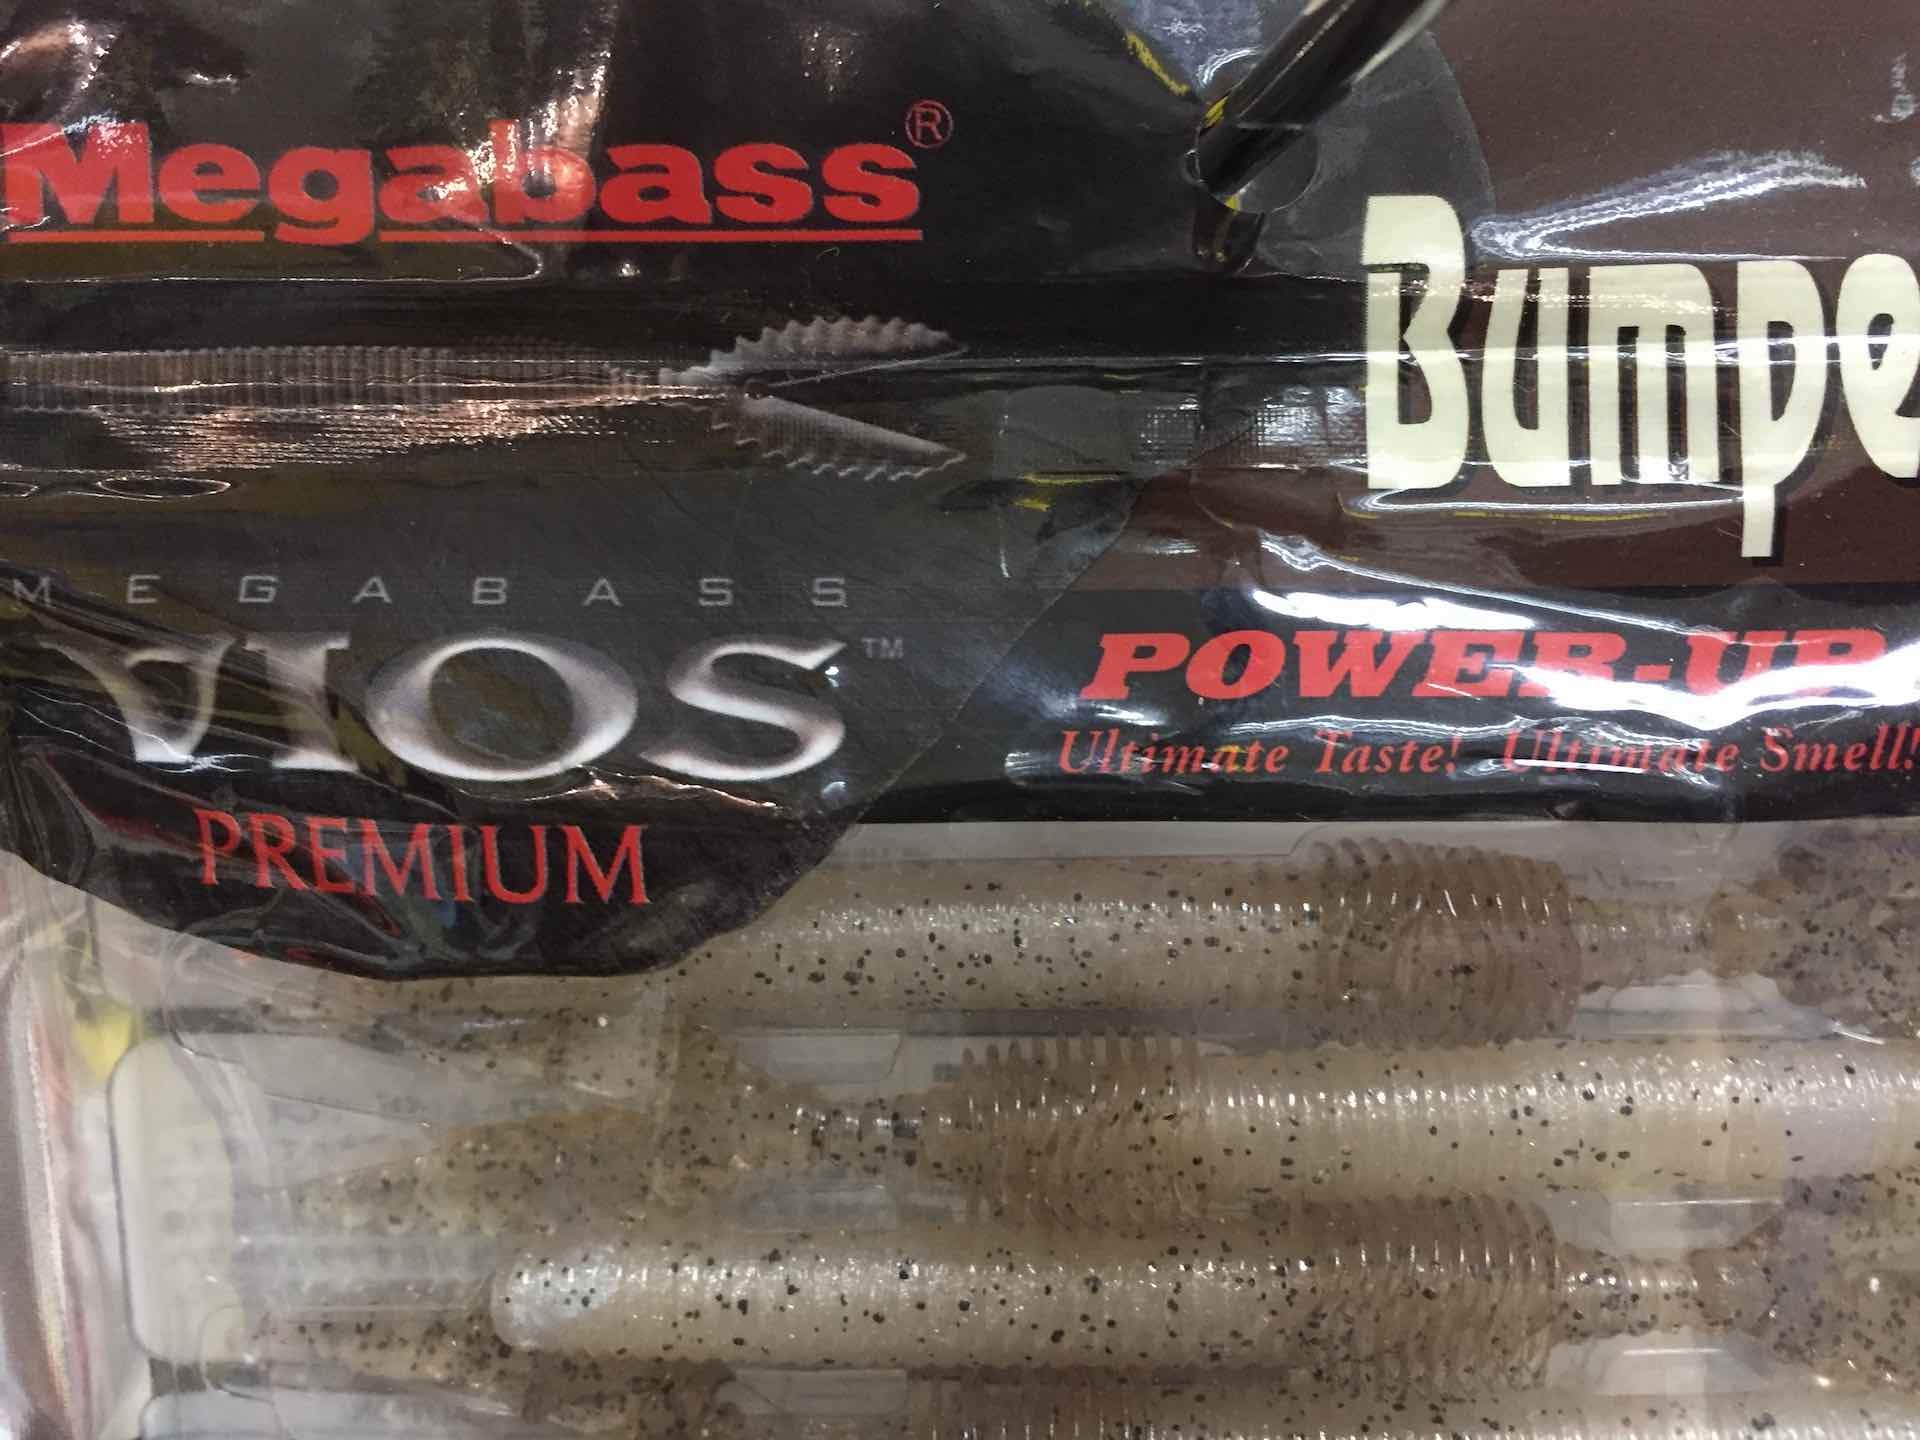 Megabass®
Bumpe
MEGABASS
VIOS™
PREMIUM
POWER-UP
Ultimate Taste! Ultimate Smell!